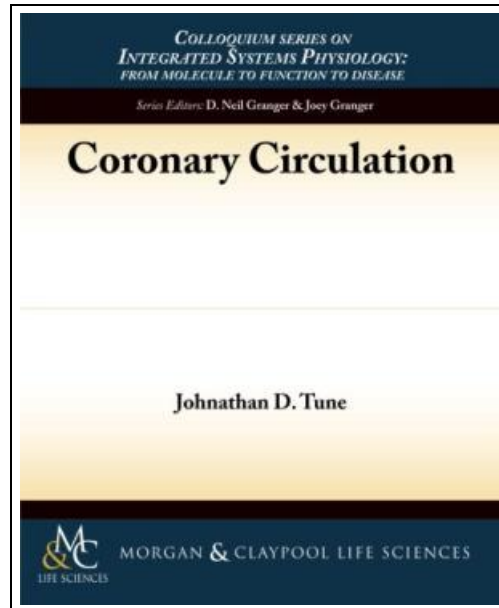 COLLOQUIUM SERIES ON
INTEGRATED SYSTEMS PHYSIOLOGY:
FROM MOLECULE TO FUNCTION TO DISEASE
Series Editors: D. Neil Granger & Joey Granger
Coronary Circulation
Johnathan D. Tune
M&C
LIFE SCIENCES
MORGAN & CLAYPOOL LIFE SCIENCES